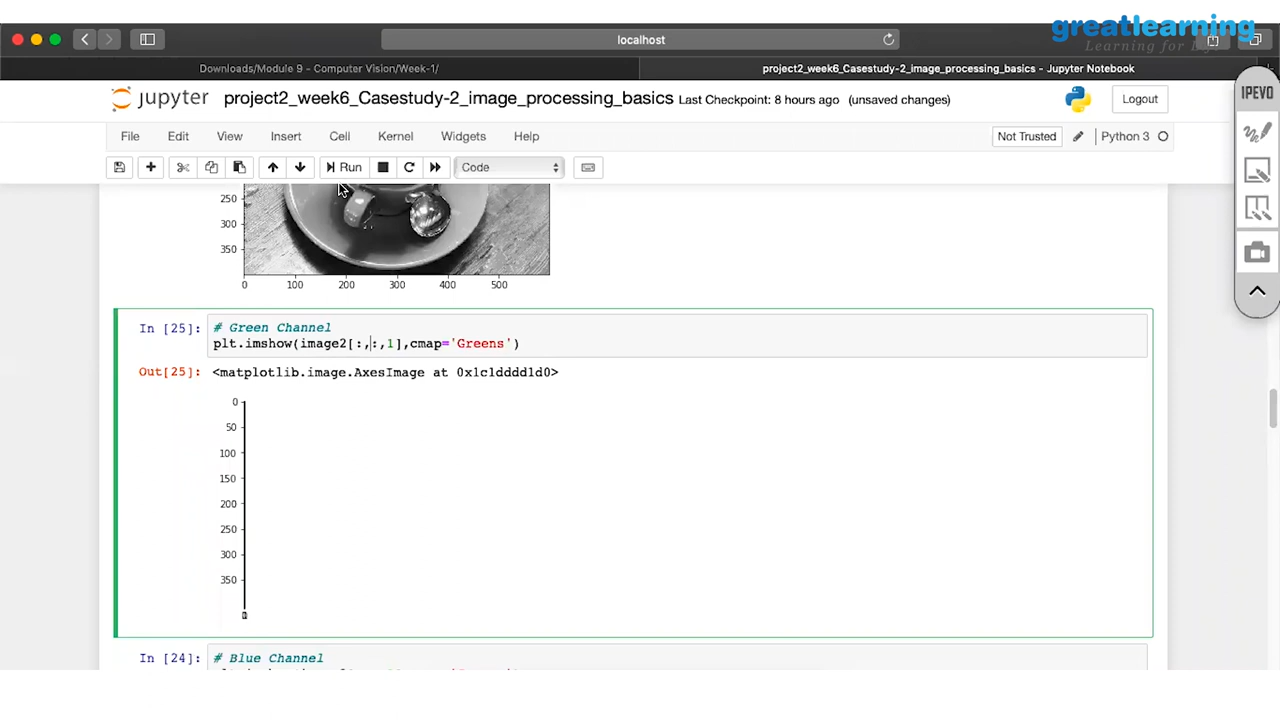 greatlearning
Learning for Life
localhost
Downloads/Module 9 - Computer Vision/Week-1/
project2_week6_Casestudy-2_image_processing_basics - Jupyter Notebook
IPEVO
jupyter project2_week6_Casestudy-2_image_processing_basics Last Checkpoint: 8 hours ago (unsaved changes)
Logout
File Edit View Insert Cell Kernel Widgets Help
Not Trusted
Python 3
Run
Code
250
300
350
0 100 200 300 400 500
In [25]:
# Green Channel
plt.imshow(image2[:,:,1],cmap='Greens')
Out[25]: <matplotlib.image.AxesImage at 0x1c1dddd1d0>
0
50
100
150
200
250
300
350
In [24]:
# Blue Channel